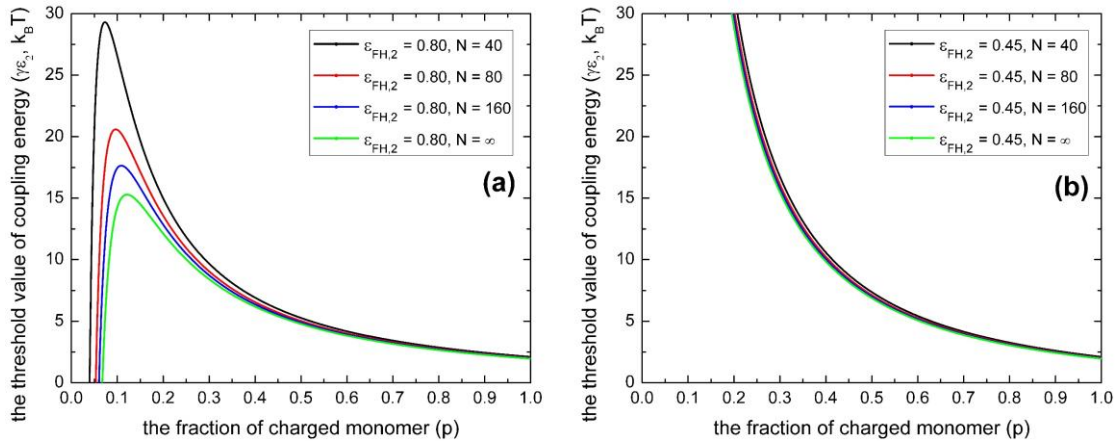 the threshold value of coupling energy (γε₂, k_BT)
30
25
20
15
10
5
0
ε_FH,2 = 0.80, N = 40
ε_FH,2 = 0.80, N = 80
ε_FH,2 = 0.80, N = 160
ε_FH,2 = 0.80, N = ∞
(a)
0.0 0.1 0.2 0.3 0.4 0.5 0.6 0.7 0.8 0.9 1.0
the fraction of charged monomer (p)
the threshold value of coupling energy (γε₂, k_BT)
30
25
20
15
10
5
0
ε_FH,2 = 0.45, N = 40
ε_FH,2 = 0.45, N = 80
ε_FH,2 = 0.45, N = 160
ε_FH,2 = 0.45, N = ∞
(b)
0.0 0.1 0.2 0.3 0.4 0.5 0.6 0.7 0.8 0.9 1.0
the fraction of charged monomer (p)